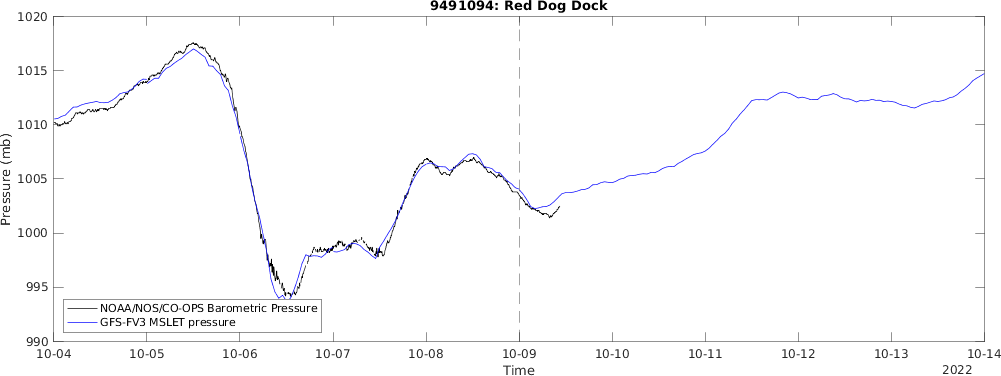 9491094: Red Dog Dock
Pressure (mb)
1020
1015
1010
1005
1000
995
990
NOAA/NOS/CO-OPS Barometric Pressure
GFS-FV3 MSLET pressure
10-04 10-05 10-06 10-07 10-08 10-09 10-10 10-11 10-12 10-13 10-14
Time
2022